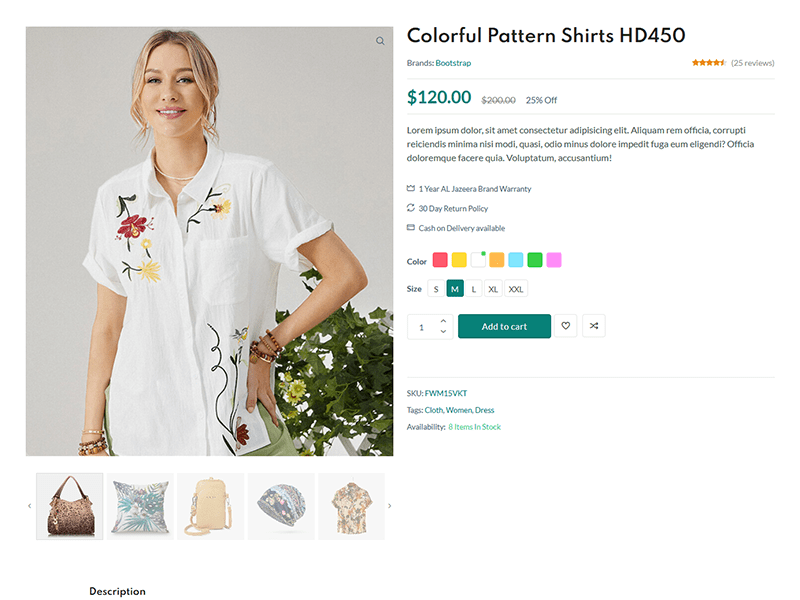 Colorful Pattern Shirts HD450
Brands: Bootstrap
(25 reviews)
$120.00 $200.00 25% Off
Lorem ipsum dolor, sit amet consectetur adipisicing elit. Aliquam rem officia, corrupti
reiciendis minima nisi modi, quasi, odio minus dolore impedit fuga eum eligendi? Officia
doloremque facere quia. Voluptatum, accusantium!
1 Year AL Jazeera Brand Warranty
30 Day Return Policy
Cash on Delivery available
Color
Size S M L XL XXL
1 Add to cart
SKU: FWM15VKT
Tags: Cloth, Women, Dress
Availability: 8 Items In Stock
Description